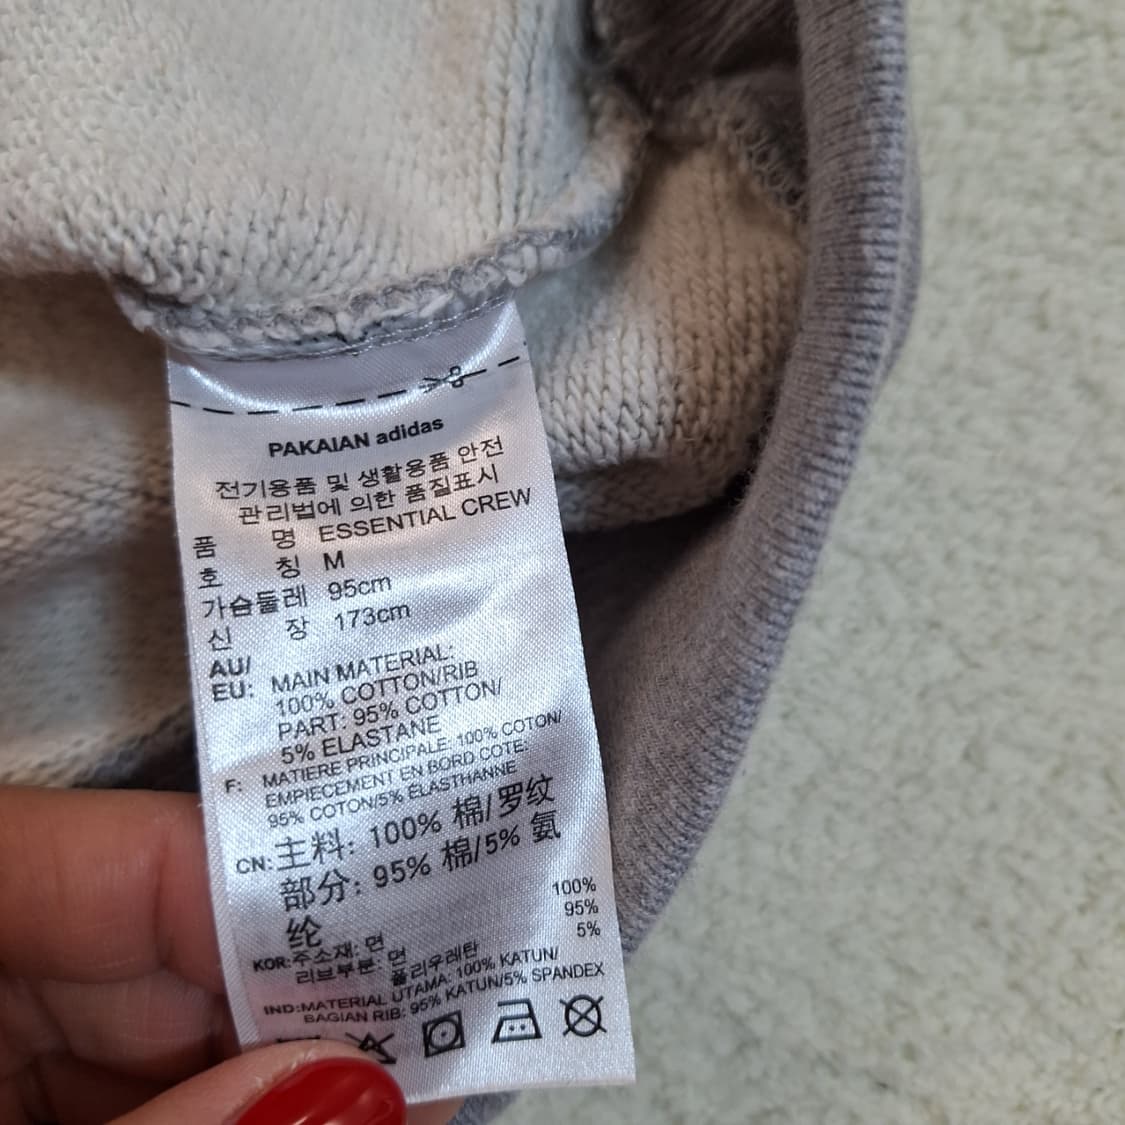 PAKAIAN adidas
전기용품 및 생활용품 안전
관리법에 의한 품질표시
품 명 ESSENTIAL CREW
호 칭 M
가슴둘레 95cm
신 장 173cm
AU/
EU: MAIN MATERIAL:
100% COTTON/RIB
PART: 95% COTTON/
5% ELASTANE
F: MATIERE PRINCIPALE: 100% COTON/
EMPIECEMENT EN BORD COTE:
95% COTON/5% ELASTHANNE
CN: 主料: 100% 棉/罗纹
部分: 95% 棉/5% 氨
纶
KOR: 주소재: 면 100%
리브부분: 면 95%
폴리우레탄 5%
IND: MATERIAL UTAMA: 100% KATUN/
BAGIAN RIB: 95% KATUN/5% SPANDEX